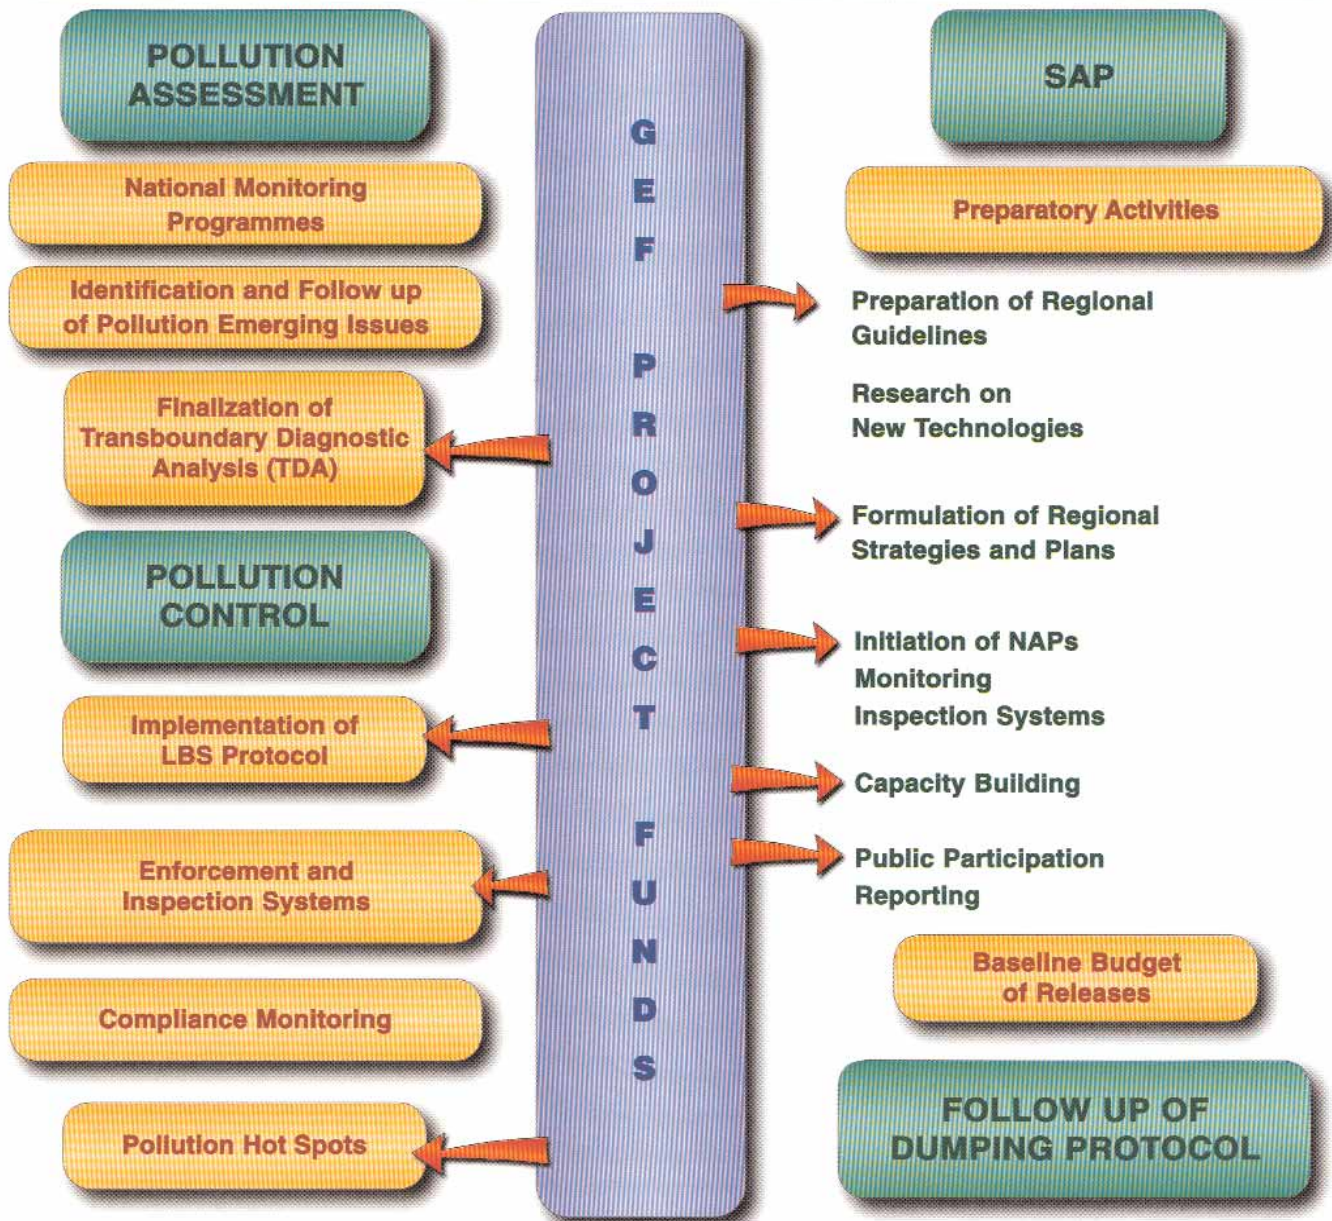 POLLUTION
ASSESSMENT
National Monitoring
Programmes
Identification and Follow up
of Pollution Emerging Issues
Finalization of
Transboundary Diagnostic
Analysis (TDA)
POLLUTION
CONTROL
Implementation of
LBS Protocol
Enforcement and
Inspection Systems
Compliance Monitoring
Pollution Hot Spots
GEF PROJECT FUNDS
SAP
Preparatory Activities
Preparation of Regional
Guidelines
Research on
New Technologies
Formulation of Regional
Strategies and Plans
Initiation of NAPs
Monitoring
Inspection Systems
Capacity Building
Public Participation
Reporting
Baseline Budget
of Releases
FOLLOW UP OF
DUMPING PROTOCOL